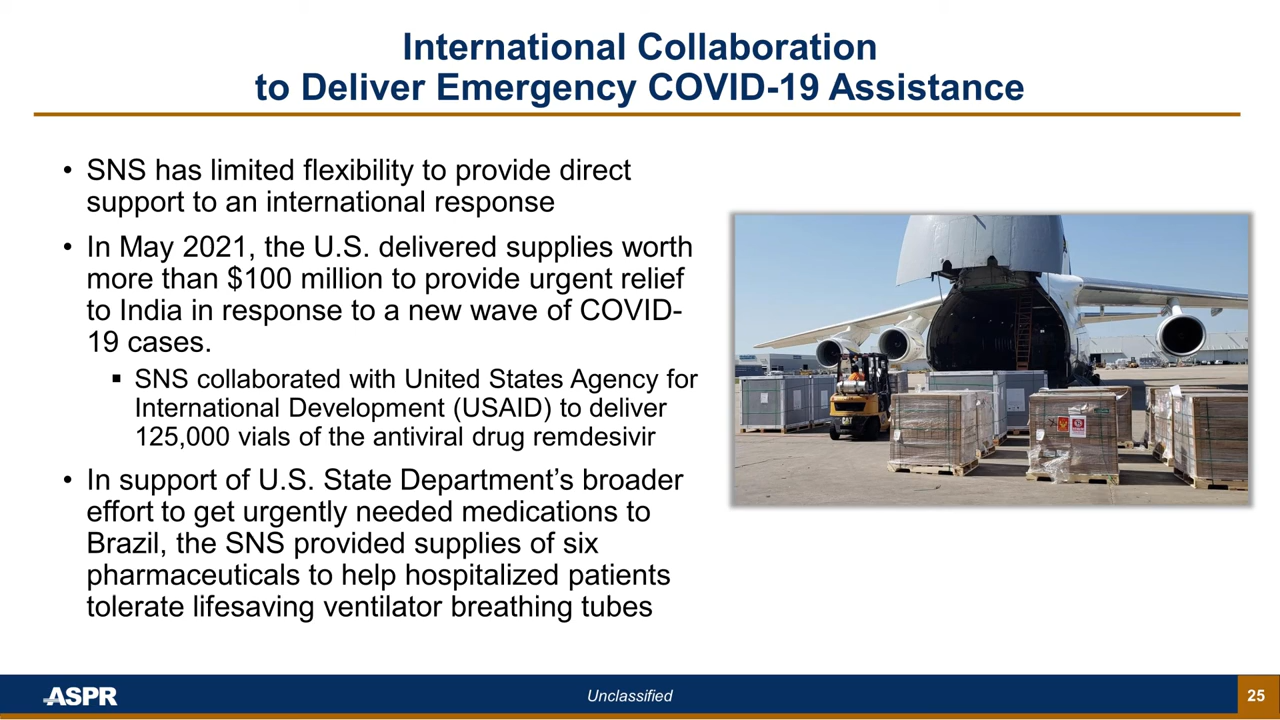 International Collaboration
to Deliver Emergency COVID-19 Assistance
• SNS has limited flexibility to provide direct
support to an international response
• In May 2021, the U.S. delivered supplies worth
more than $100 million to provide urgent relief
to India in response to a new wave of COVID-
19 cases.
▪ SNS collaborated with United States Agency for
International Development (USAID) to deliver
125,000 vials of the antiviral drug remdesivir
• In support of U.S. State Department’s broader
effort to get urgently needed medications to
Brazil, the SNS provided supplies of six
pharmaceuticals to help hospitalized patients
tolerate lifesaving ventilator breathing tubes
CAT
ASPR
Unclassified
25